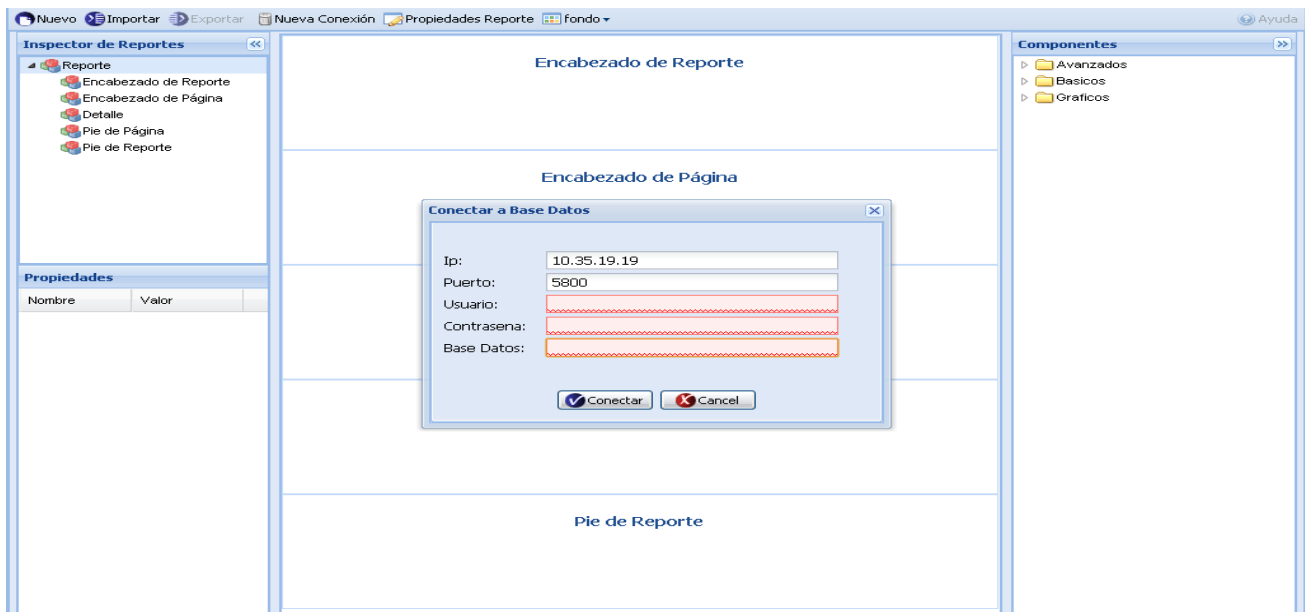 Nuevo Importar Exportar Nueva Conexión Propiedades Reporte fondo Ayuda
Inspector de Reportes
Reporte
Encabezado de Reporte
Encabezado de Página
Detalle
Pie de Página
Pie de Reporte
Propiedades
Nombre Valor
Encabezado de Reporte
Encabezado de Página
Conectar a Base Datos
Ip: 10.35.19.19
Puerto: 5800
Usuario:
Contrasena:
Base Datos:
Conectar Cancel
Pie de Reporte
Componentes
Avanzados
Basicos
Graficos